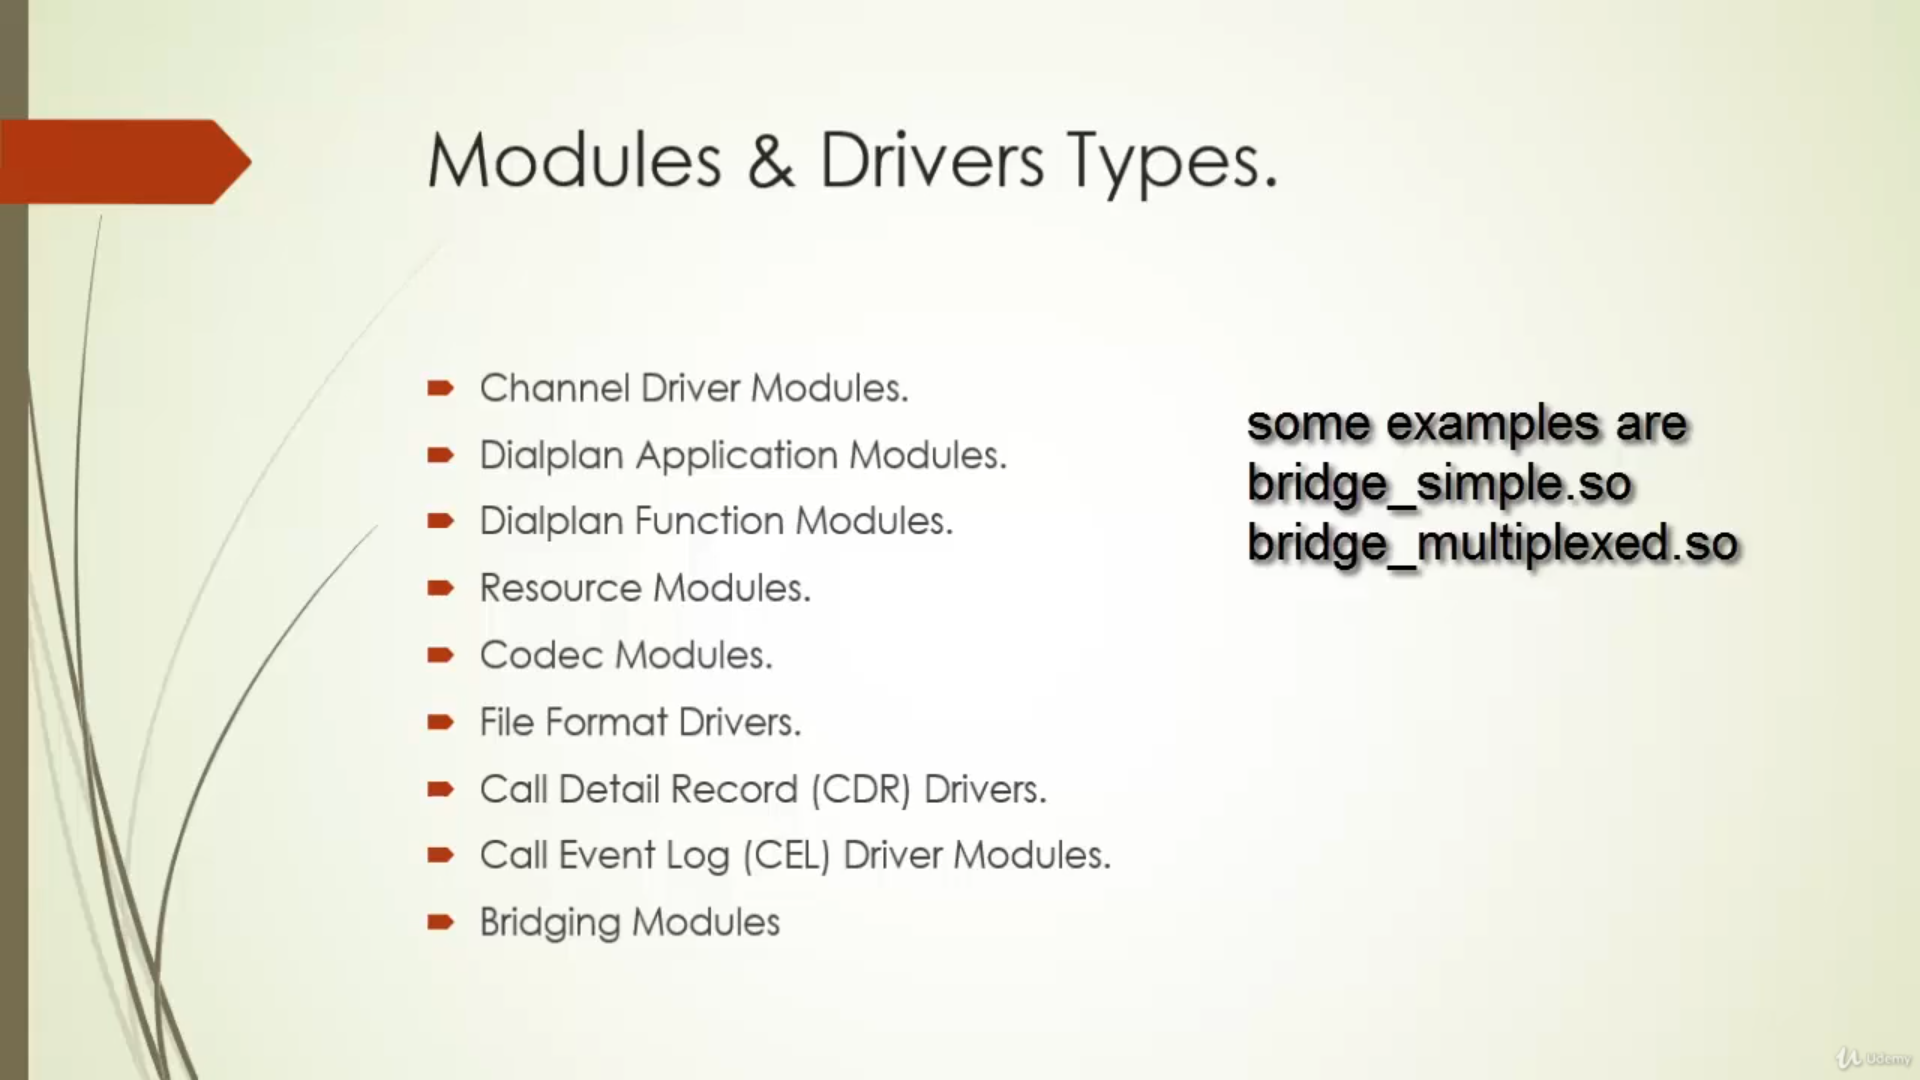 Modules & Drivers Types.
Channel Driver Modules.
Dialplan Application Modules.
Dialplan Function Modules.
Resource Modules.
Codec Modules.
File Format Drivers.
Call Detail Record (CDR) Drivers.
Call Event Log (CEL) Driver Modules.
Bridging Modules
some examples are
bridge_simple.so
bridge_multiplexed.so
Udemy